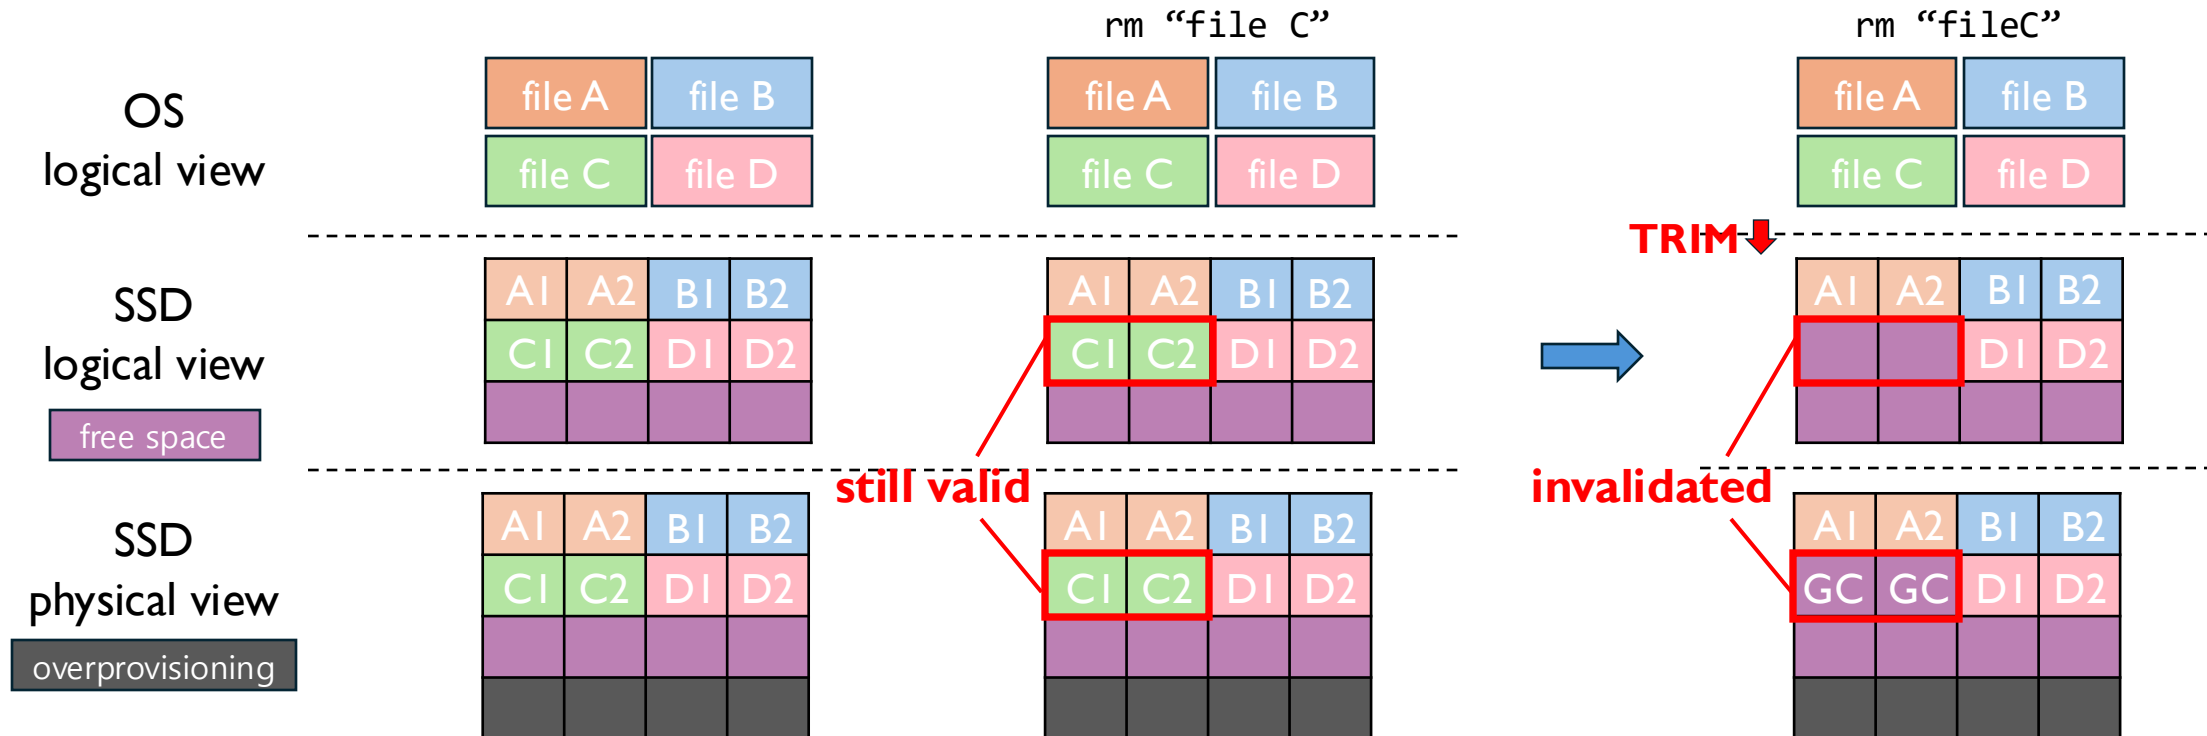 rm “file C”
rm “fileC”
OS
logical view
file A
file B
file C
file D
file A
file B
file C
file D
file A
file B
file C
file D
TRIM
SSD
logical view
free space
A1 A2 B1 B2
C1 C2 D1 D2
A1 A2 B1 B2
C1 C2 D1 D2
A1 A2 B1 B2
D1 D2
still valid
invalidated
SSD
physical view
overprovisioning
A1 A2 B1 B2
C1 C2 D1 D2
A1 A2 B1 B2
C1 C2 D1 D2
A1 A2 B1 B2
GC GC D1 D2